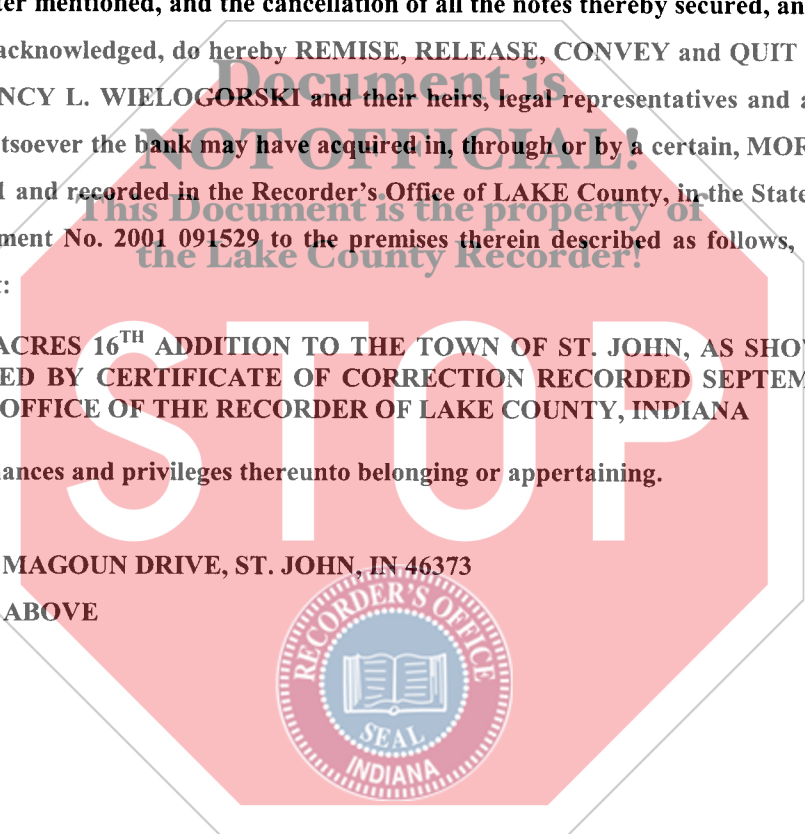 ter mentioned, and the cancellation of all the notes thereby secured, an
acknowledged, do hereby REMISE, RELEASE, CONVEY and QUIT
Document is
NCY L. WIELOGORSKI and their heirs, legal representatives and a
NOT OFFICIAL!
tsoever the bank may have acquired in, through or by a certain, MOR
l and recorded in the Recorder's Office of LAKE County, in the State
This Document is the property of
ment No. 2001 091529 to the premises therein described as follows,
the Lake County Recorder!
:
ACRES 16TH ADDITION TO THE TOWN OF ST. JOHN, AS SHOW
ED BY CERTIFICATE OF CORRECTION RECORDED SEPTEM
OFFICE OF THE RECORDER OF LAKE COUNTY, INDIANA
STOP
ances and privileges thereunto belonging or appertaining.
MAGOUN DRIVE, ST. JOHN, IN 46373
ABOVE
RECORDER'S OFFICE
SEAL
INDIANA